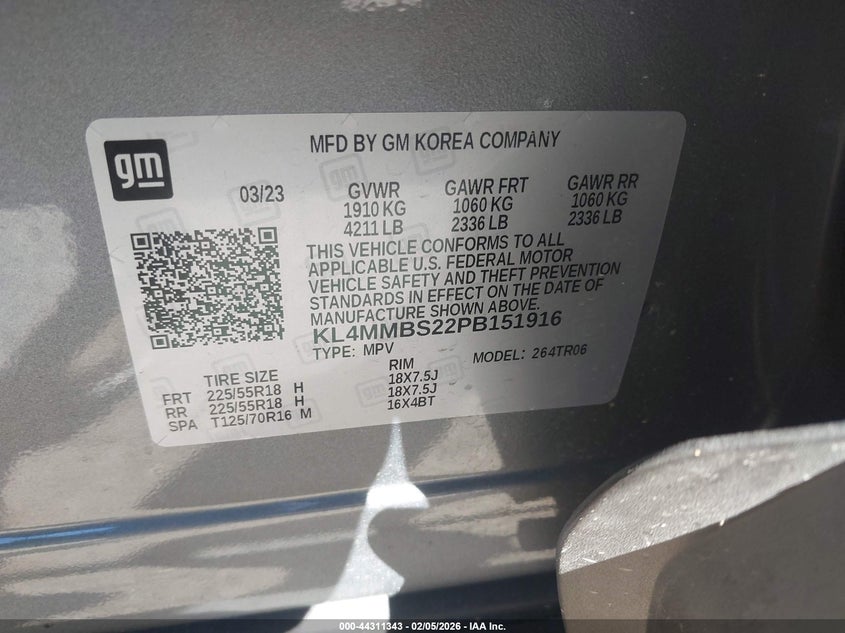 gm
MFD BY GM KOREA COMPANY
03/23
GVWR
1910 KG
4211 LB
GAWR FRT
1060 KG
2336 LB
GAWR RR
1060 KG
2336 LB
THIS VEHICLE CONFORMS TO ALL
APPLICABLE U.S. FEDERAL MOTOR
VEHICLE SAFETY AND THEFT PREVENTION
STANDARDS IN EFFECT ON THE DATE OF
MANUFACTURE SHOWN ABOVE.
KL4MMBS22PB151916
TYPE: MPV
MODEL: 264TR06
TIRE SIZE
RIM
FRT 225/55R18 H 18X7.5J
RR 225/55R18 H 18X7.5J
SPA T125/70R16 M 16X4BT
000-44311343 - 02/05/2026 - IAA Inc.